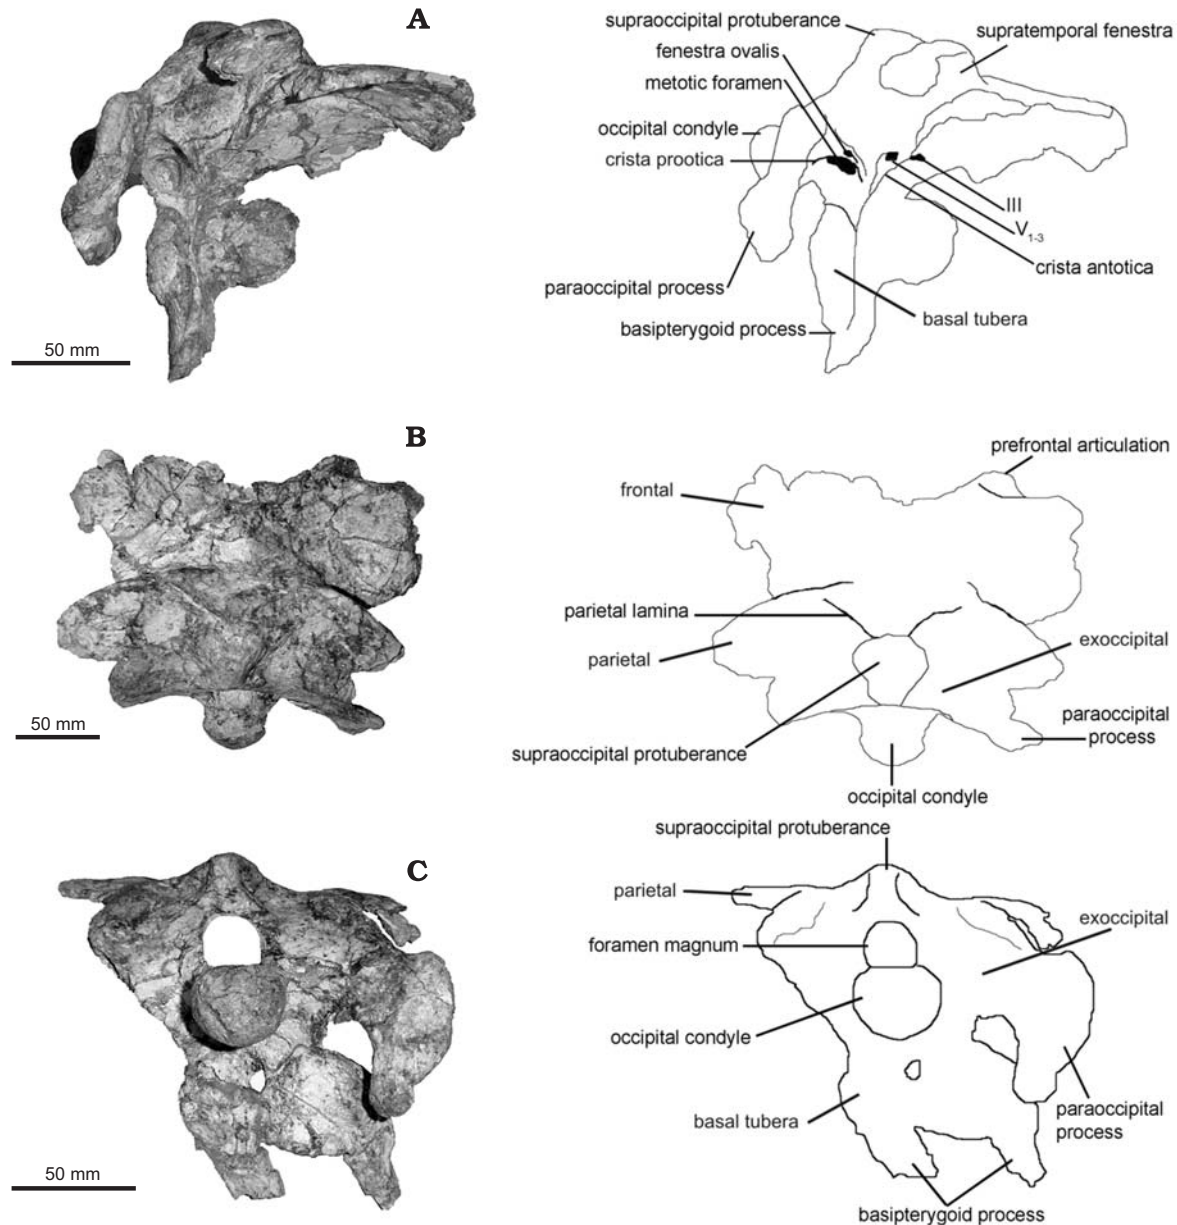 A
supraoccipital protuberance
supratemporal fenestra
fenestra ovalis
metotic foramen
occipital condyle
crista prootica
III
V1-3
crista antotica
paraoccipital process
basal tubera
basipterygoid process
50 mm
B
prefrontal articulation
frontal
parietal lamina
exoccipital
parietal
paraoccipital
process
supraoccipital protuberance
50 mm
occipital condyle
supraoccipital protuberance
C
parietal
exoccipital
foramen magnum
occipital condyle
basal tubera
paraoccipital
process
50 mm
basipterygoid process